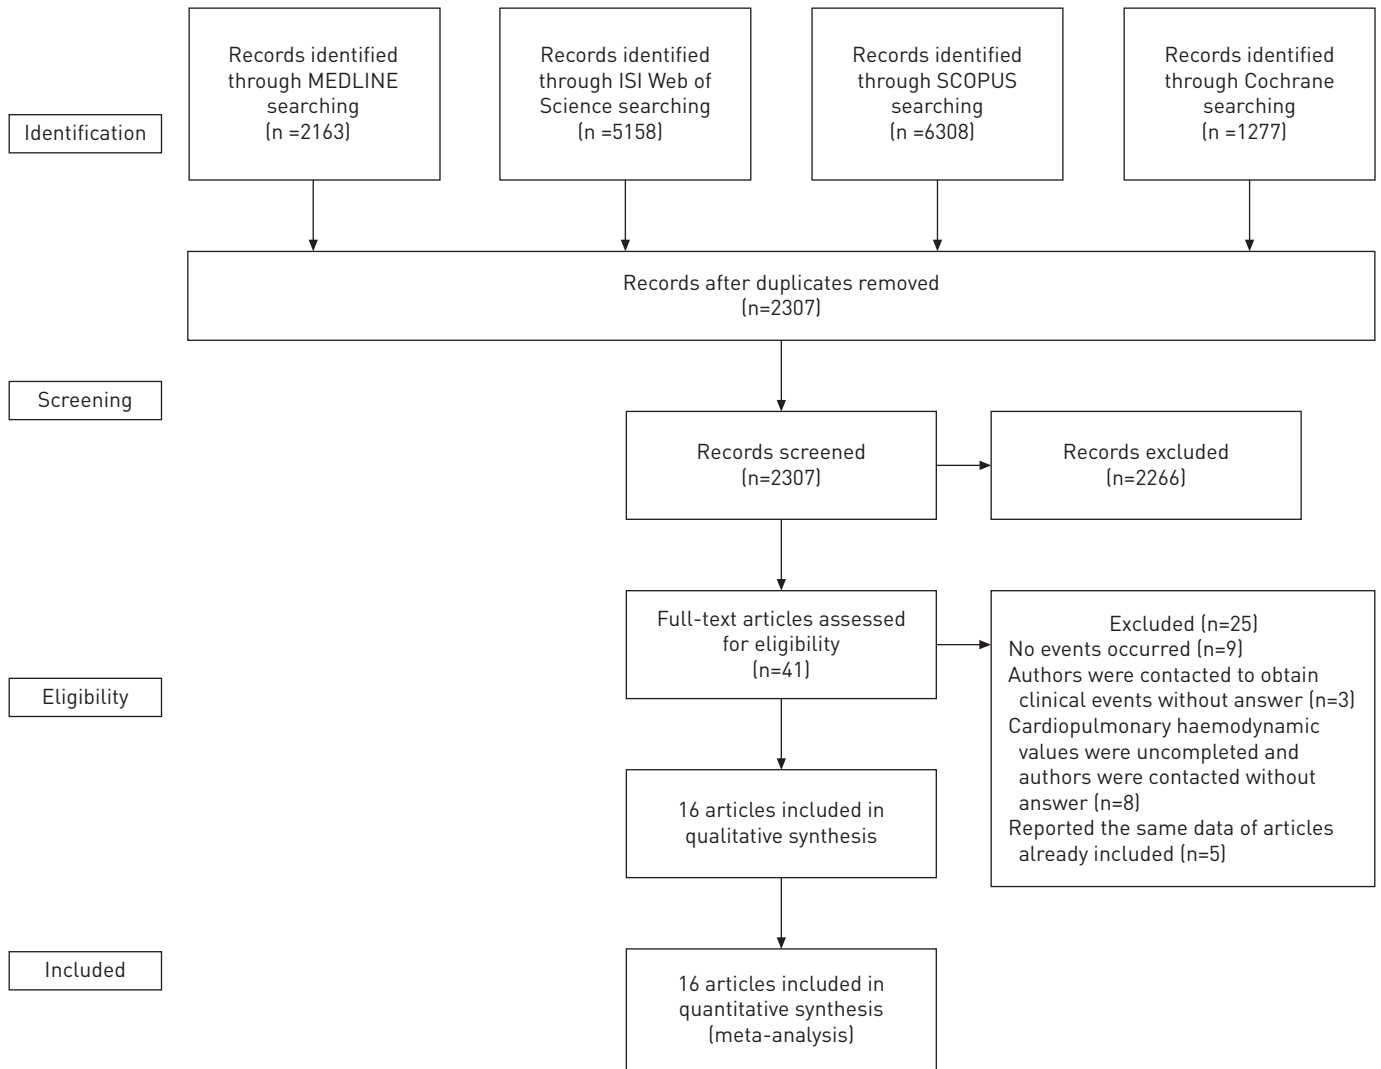 Records identified
through MEDLINE
searching
(n =2163)
Records identified
through ISI Web of
Science searching
(n =5158)
Records identified
through SCOPUS
searching
(n =6308)
Records identified
through Cochrane
searching
(n =1277)
Identification
Records after duplicates removed
(n=2307)
Screening
Records screened
(n=2307)
Records excluded
(n=2266)
Full-text articles assessed
for eligibility
(n=41)
Excluded (n=25)
No events occurred (n=9)
Authors were contacted to obtain
clinical events without answer (n=3)
Cardiopulmonary haemodynamic
values were uncompleted and
authors were contacted without
answer (n=8)
Reported the same data of articles
already included (n=5)
Eligibility
16 articles included in
qualitative synthesis
Included
16 articles included in
quantitative synthesis
(meta-analysis)